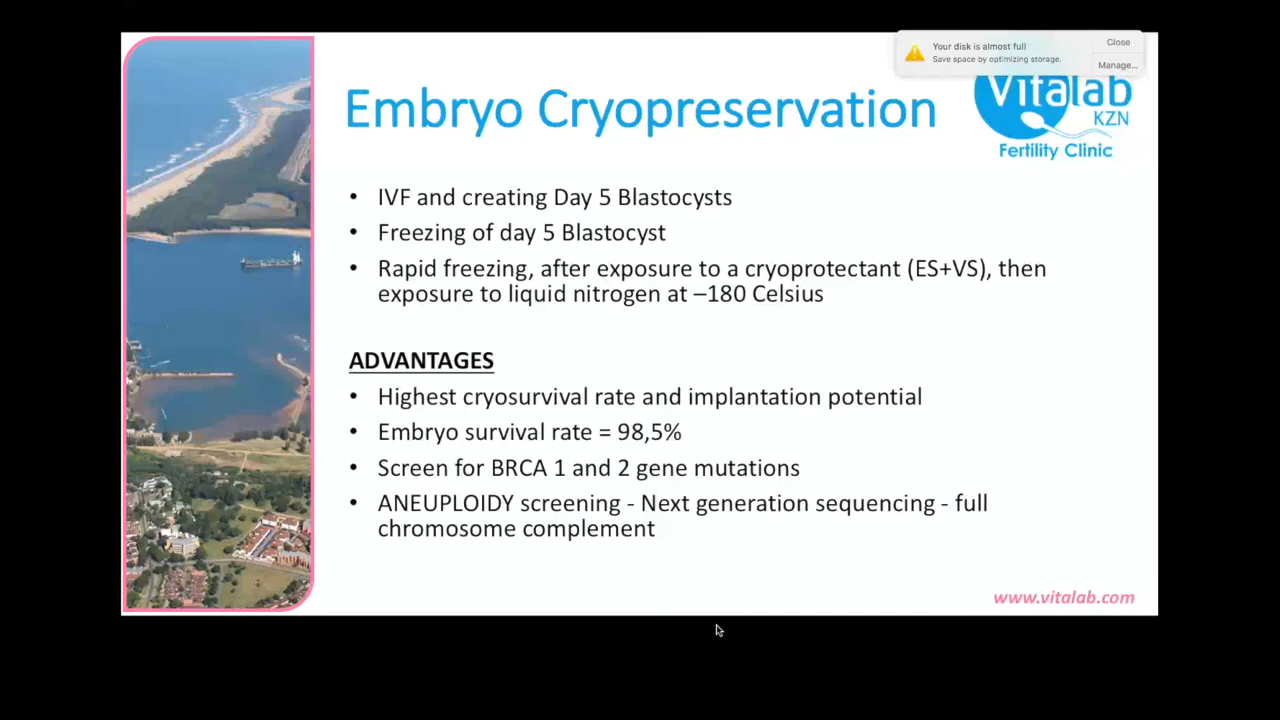 Your disk is almost full
Save space by optimizing storage.
Close
Manage...
Embryo Cryopreservation
Vitalab
KZN
Fertility Clinic
• IVF and creating Day 5 Blastocysts
• Freezing of day 5 Blastocyst
• Rapid freezing, after exposure to a cryoprotectant (ES+VS), then
exposure to liquid nitrogen at –180 Celsius
ADVANTAGES
• Highest cryosurvival rate and implantation potential
• Embryo survival rate = 98,5%
• Screen for BRCA 1 and 2 gene mutations
• ANEUPLOIDY screening - Next generation sequencing - full
chromosome complement
www.vitalab.com